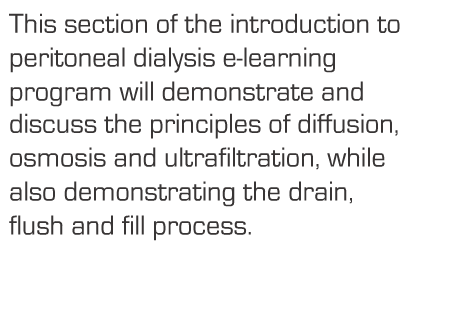 This section of the introduction to
peritoneal dialysis e-learning
program will demonstrate and
discuss the principles of diffusion,
osmosis and ultrafiltration, while
also demonstrating the drain,
flush and fill process.